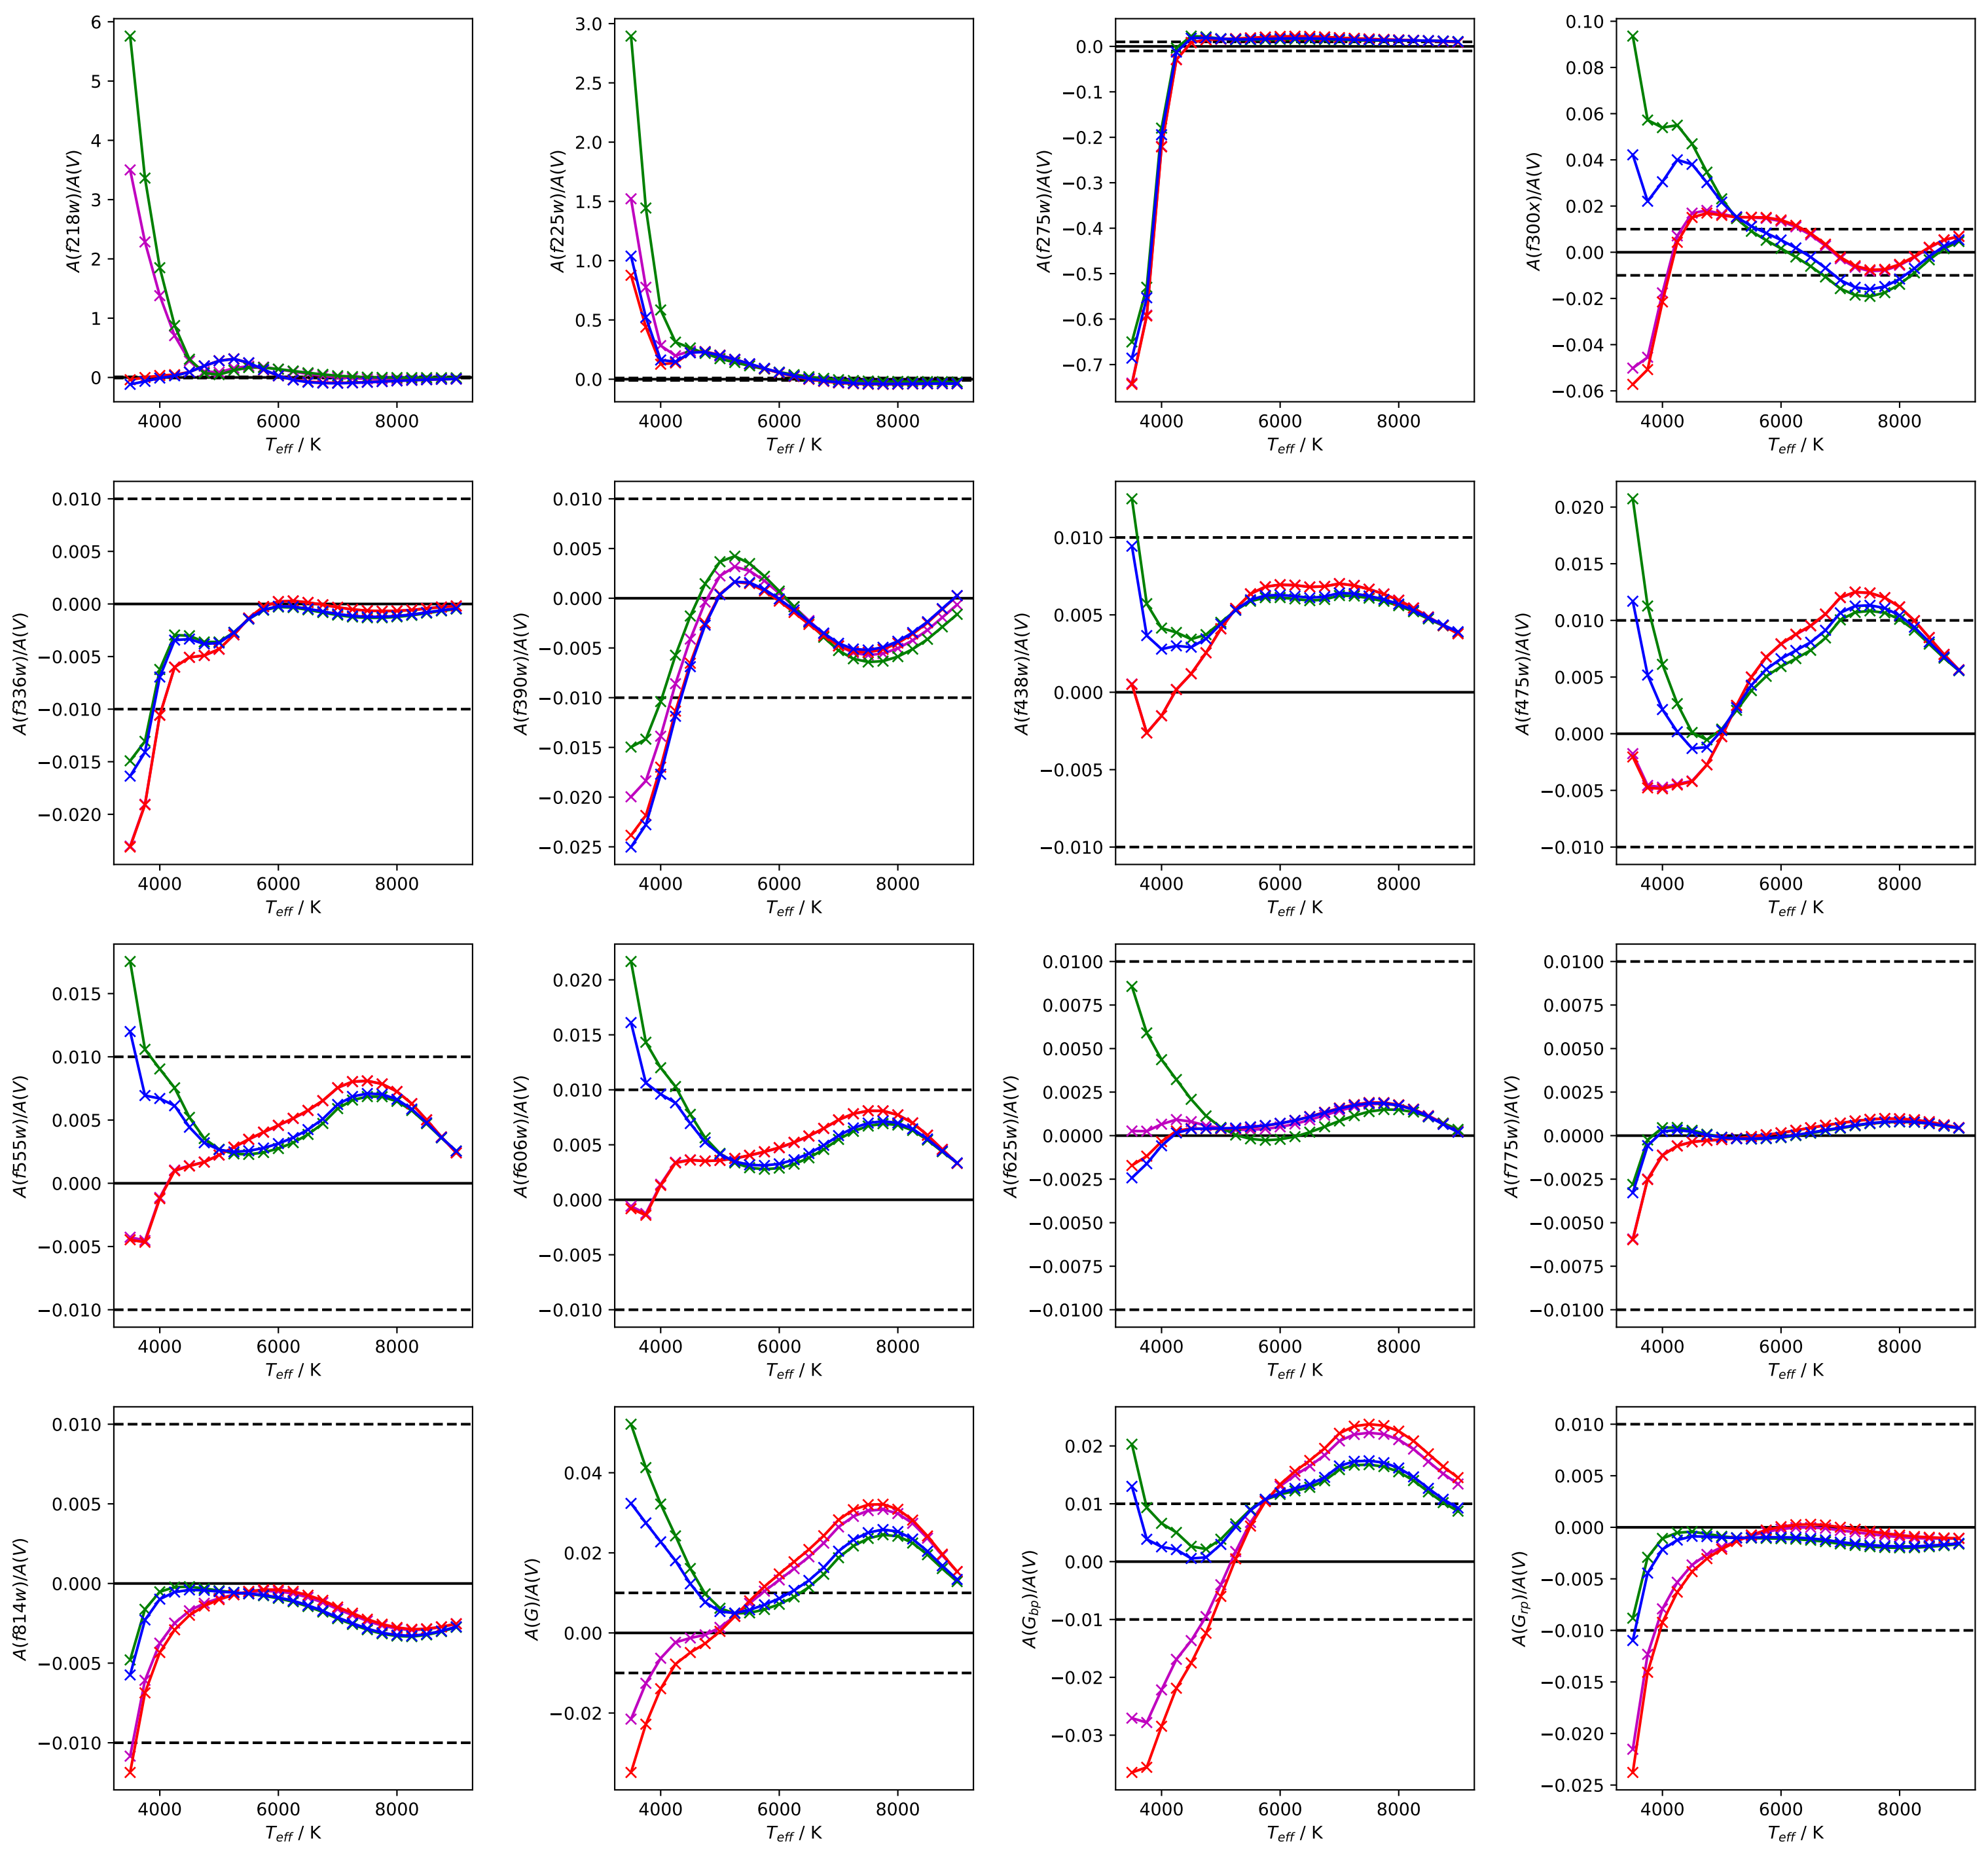 6
5
4
3
2
1
0
4000 6000 8000
A(f218w)/A(V)
T_eff / K
3.0
2.5
2.0
1.5
1.0
0.5
0.0
4000 6000 8000
A(f225w)/A(V)
T_eff / K
0.0
−0.1
−0.2
−0.3
−0.4
−0.5
−0.6
−0.7
4000 6000 8000
A(f275w)/A(V)
T_eff / K
0.10
0.08
0.06
0.04
0.02
0.00
−0.02
−0.04
−0.06
4000 6000 8000
A(f300x)/A(V)
T_eff / K
0.010
0.005
0.000
−0.005
−0.010
−0.015
−0.020
4000 6000 8000
A(f336w)/A(V)
T_eff / K
0.010
0.005
0.000
−0.005
−0.010
−0.015
−0.020
−0.025
4000 6000 8000
A(f390w)/A(V)
T_eff / K
0.010
0.005
0.000
−0.005
−0.010
4000 6000 8000
A(f438w)/A(V)
T_eff / K
0.020
0.015
0.010
0.005
0.000
−0.005
−0.010
4000 6000 8000
A(f475w)/A(V)
T_eff / K
0.015
0.010
0.005
0.000
−0.005
−0.010
4000 6000 8000
A(f555w)/A(V)
T_eff / K
0.020
0.015
0.010
0.005
0.000
−0.005
−0.010
4000 6000 8000
A(f606w)/A(V)
T_eff / K
0.0100
0.0075
0.0050
0.0025
0.0000
−0.0025
−0.0050
−0.0075
−0.0100
4000 6000 8000
A(f625w)/A(V)
T_eff / K
0.0100
0.0075
0.0050
0.0025
0.0000
−0.0025
−0.0050
−0.0075
−0.0100
4000 6000 8000
A(f775w)/A(V)
T_eff / K
0.010
0.005
0.000
−0.005
−0.010
4000 6000 8000
A(f814w)/A(V)
T_eff / K
0.04
0.02
0.00
−0.02
4000 6000 8000
A(G)/A(V)
T_eff / K
0.02
0.01
0.00
−0.01
−0.02
−0.03
4000 6000 8000
A(G_bp)/A(V)
T_eff / K
0.010
0.005
0.000
−0.005
−0.010
−0.015
−0.020
−0.025
4000 6000 8000
A(G_rp)/A(V)
T_eff / K